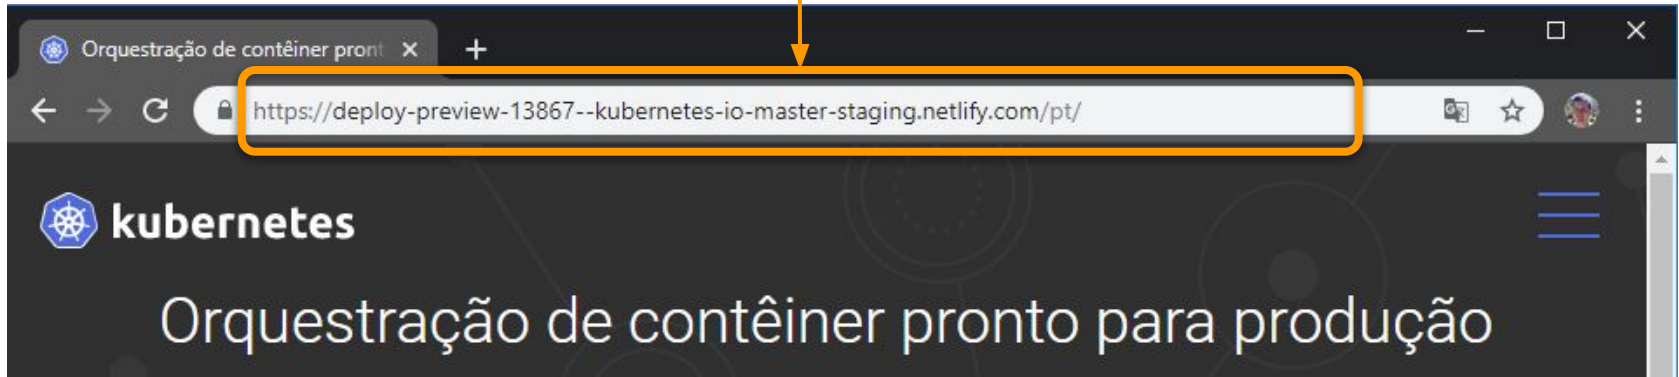 Orquestração de contêiner pront
https://deploy-preview-13867--kubernetes-io-master-staging.netlify.com/pt/
kubernetes
Orquestração de contêiner pronto para produção